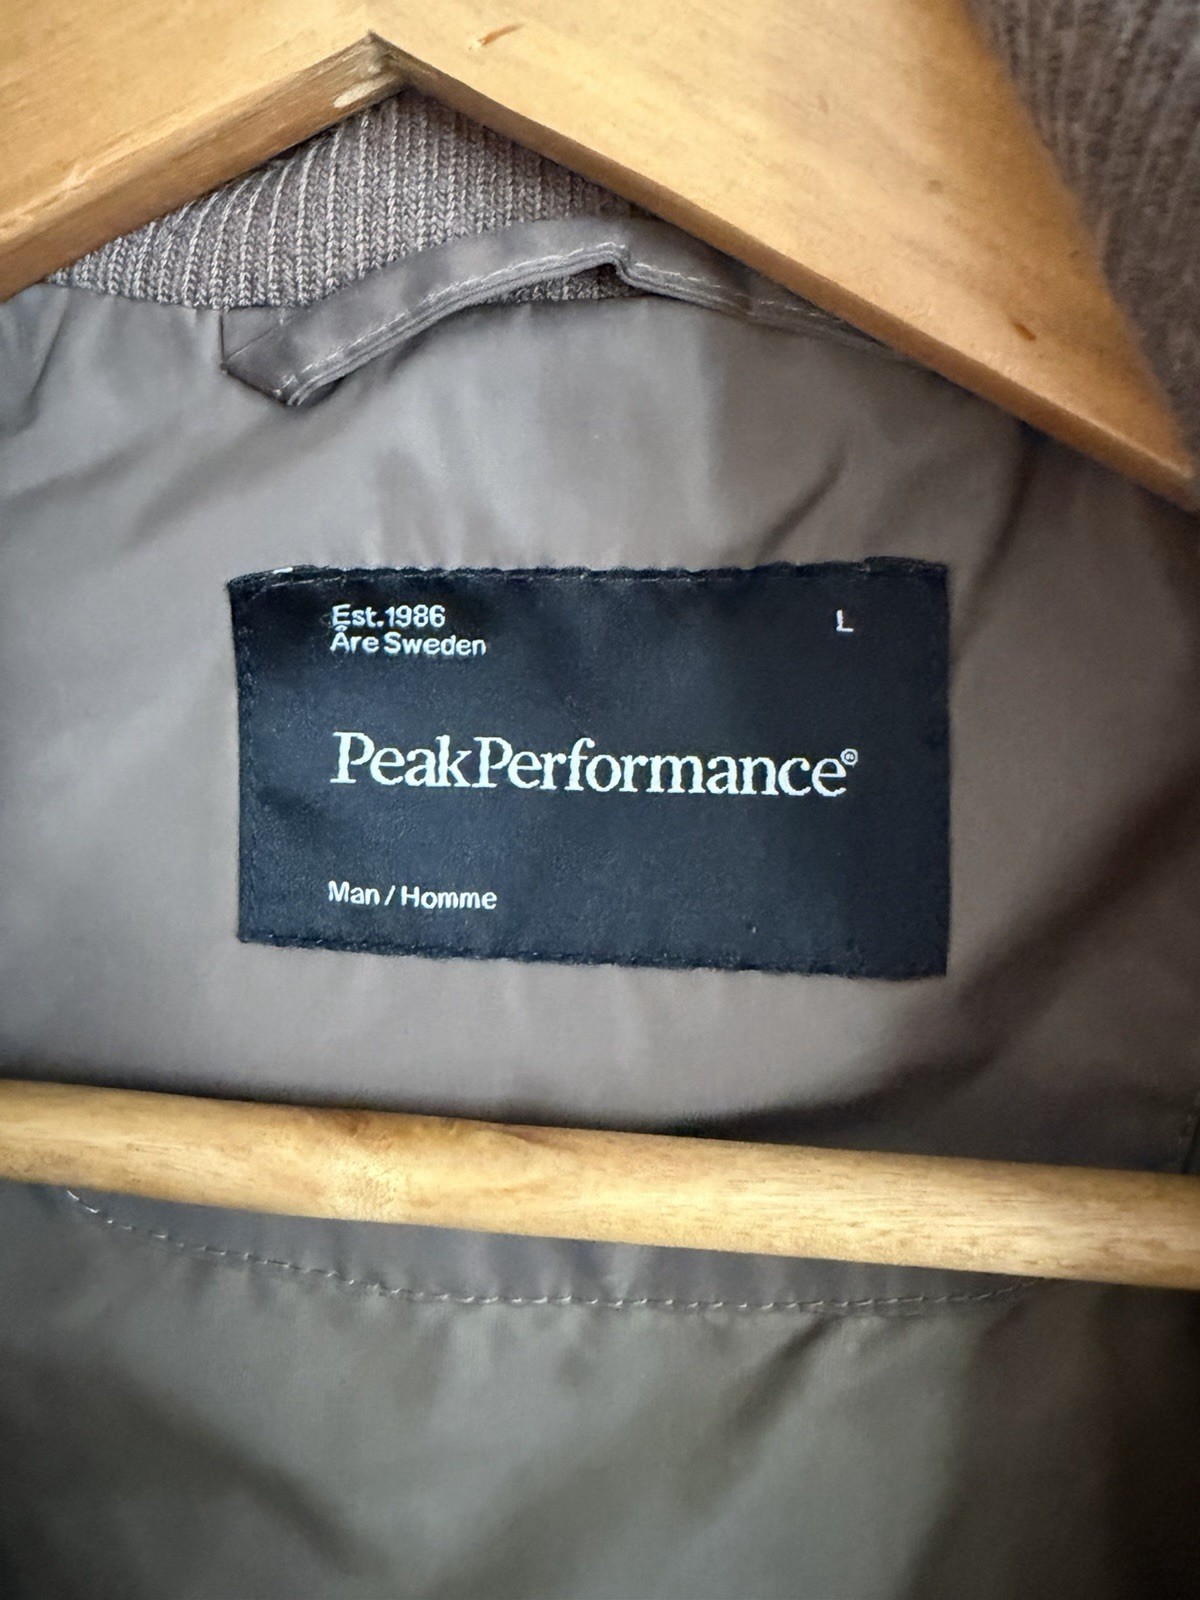 Est.1986
Åre Sweden
L
PeakPerformance®
Man / Homme